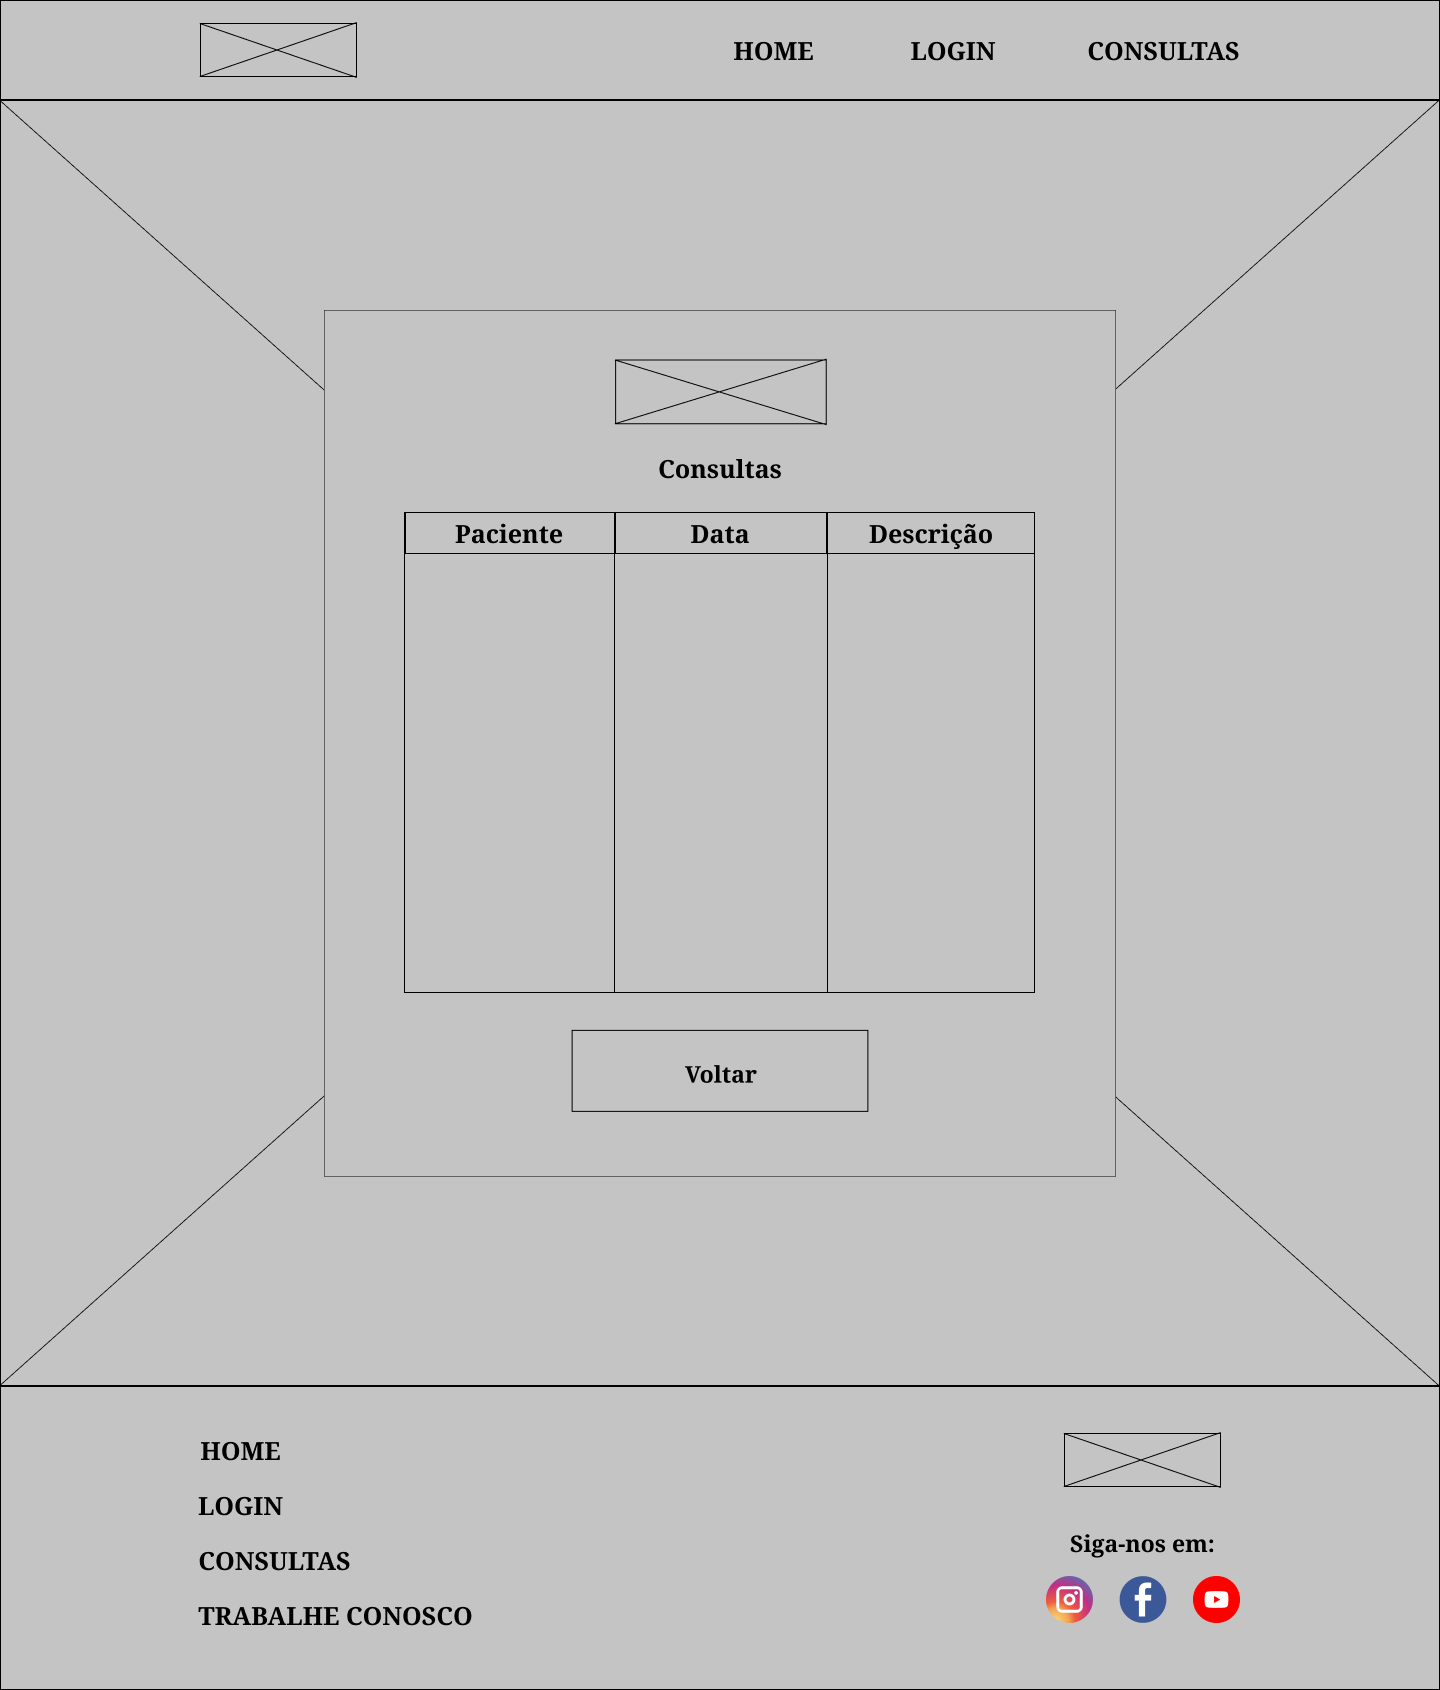 HOME LOGIN CONSULTAS
Consultas
Paciente Data Descrição
Voltar
HOME
LOGIN
CONSULTAS
TRABALHE CONOSCO
Siga-nos em: